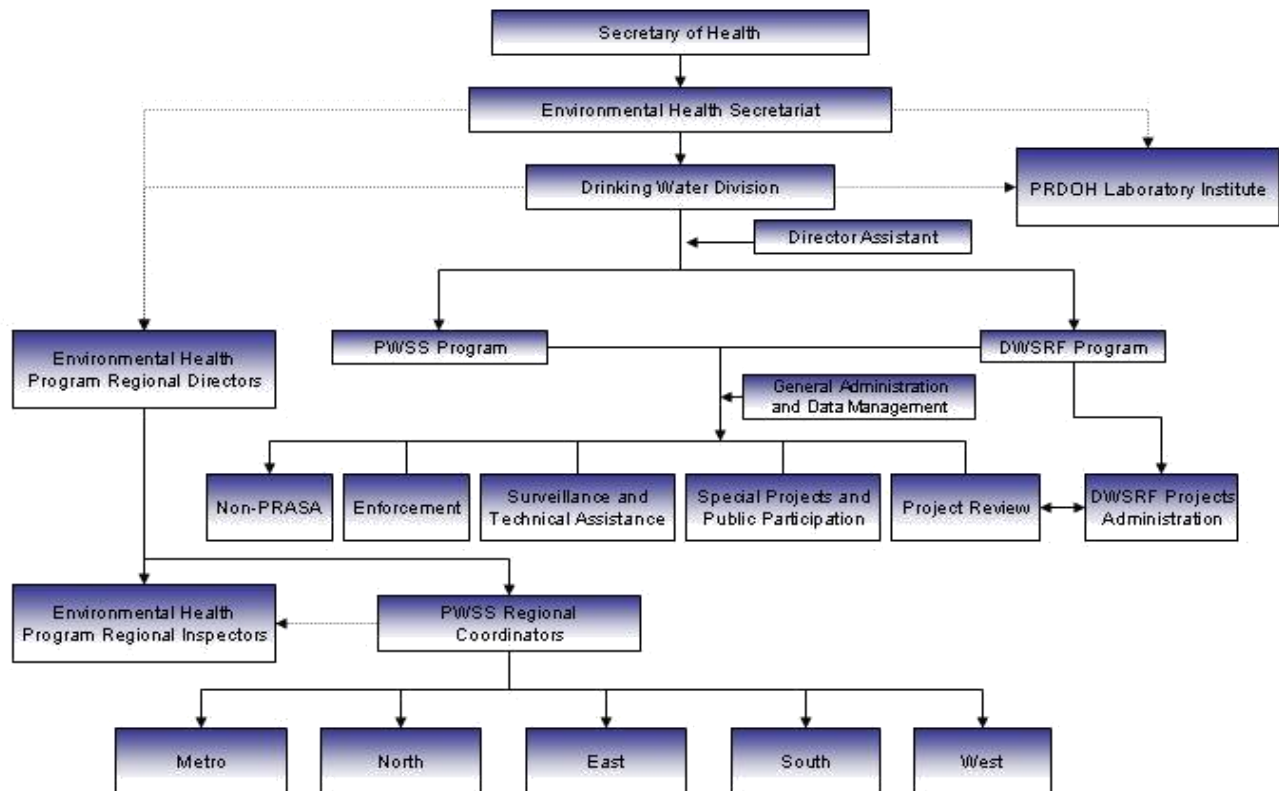 Secretary of Health
Environmental Health Secretariat
Drinking Water Division
PRDOH Laboratory Institute
Director Assistant
Environmental Health
Program Regional Directors
PWSS Program
DWSRF Program
General Administration
and Data Management
Non-PRASA
Enforcement
Surveillance and
Technical Assistance
Special Projects and
Public Participation
Project Review
DWSRF Projects
Administration
Environmental Health
Program Regional Inspectors
PWSS Regional
Coordinators
Metro
North
East
South
West